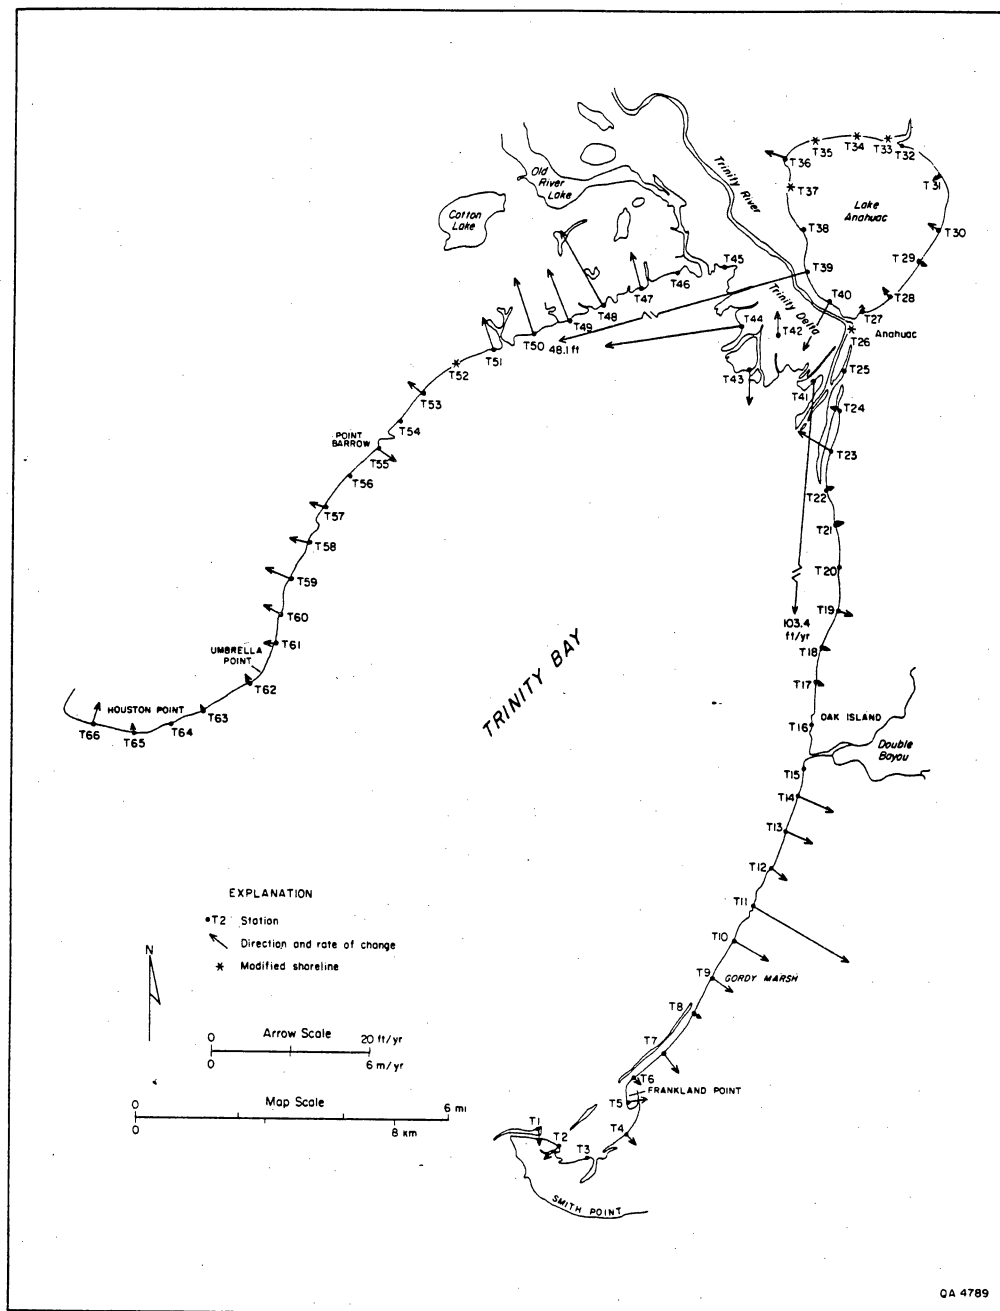 T35
T34
T33
T32
T36
T31
T37
Trinity River
Old
River
Lake
Lake
Anahuac
Cotton
Lake
T38
T30
T45
T39
T29
T46
T47
T28
T40
Trinity Delta
T48
T44
T27
T49
T42
Anahuac
T50
48.1 ft
T26
T51
T52
T43
T25
T41
T53
T24
T54
POINT
BARROW
T55
T23
T56
T22
T57
T21
T58
T20
T59
T60
T19
103.4
ft/yr
T61
UMBRELLA
POINT
T18
TRINITY BAY
T62
T17
HOUSTON POINT
T63
T66
T64
T65
T16
OAK ISLAND
Double
Bayou
T15
T14
T13
T12
EXPLANATION
T11
•T2 Station
Direction and rate of change
T10
N
* Modified shoreline
T9
GORDY MARSH
T8
0 Arrow Scale 20 ft/yr
0 6 m/yr
T7
T6
FRANKLAND POINT
0 Map Scale 6 mi
T5
0 8 km
T1
T4
T2
T3
SMITH POINT
QA 4789